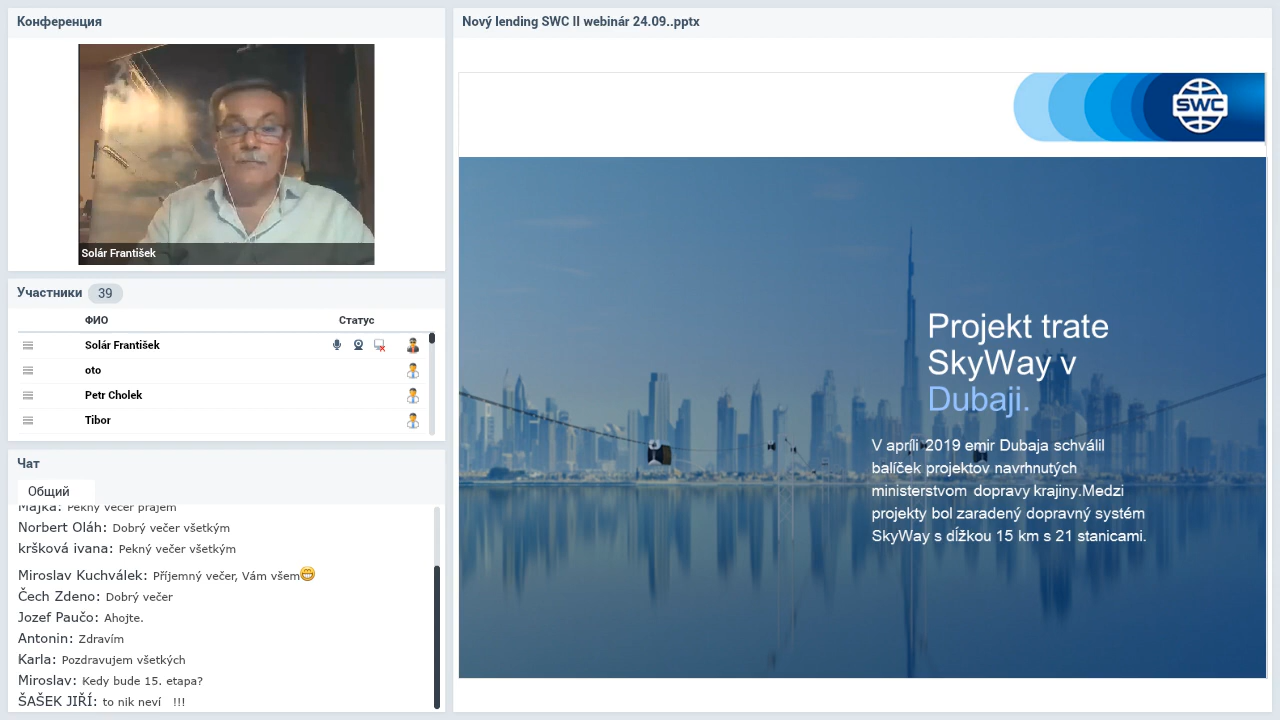 Конференция
Solár František
Участники 39
ФИО Статус
Solár František
oto
Petr Cholek
Tibor
Чат
Общий
Majka: Pekný večer prajem
Norbert Oláh: Dobrý večer všetkým
kršková ivana: Pekný večer všetkým
Miroslav Kuchválek: Příjemný večer, Vám všem
Čech Zdeno: Dobrý večer
Jozef Paučo: Ahojte.
Antonin: Zdravím
Karla: Pozdravujem všetkých
Miroslav: Kedy bude 15. etapa?
ŠAŠEK JIŘÍ: to nik neví !!!
Nový lending SWC II webinár 24.09..pptx
SWC
Projekt trate
SkyWay v
Dubaji.
V apríli 2019 emir Dubaja schválil
balíček projektov navrhnutých
ministerstvom dopravy krajiny.Medzi
projekty bol zaradený dopravný systém
SkyWay s dĺžkou 15 km s 21 stanicami.